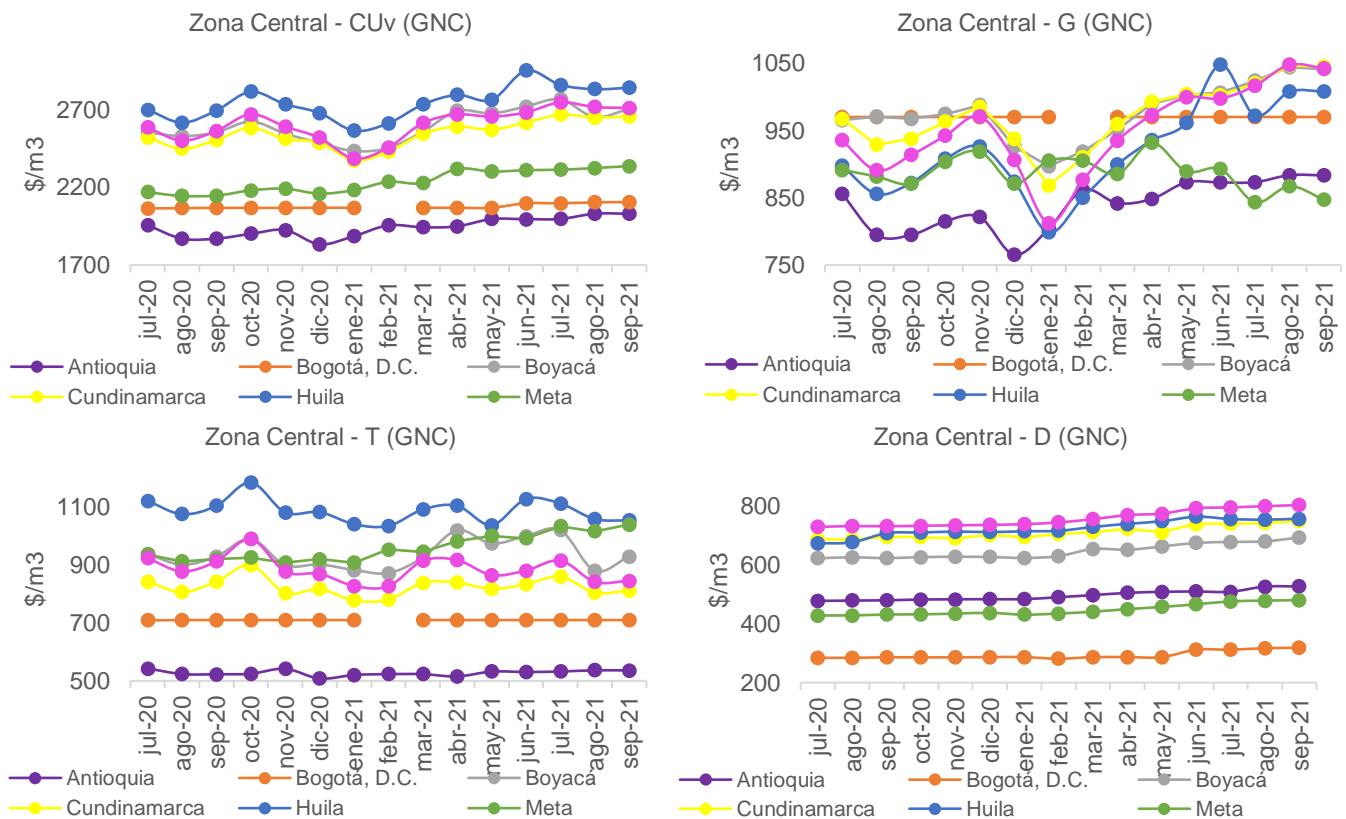 Zona Central - CUv (GNC)
$/m3
2700
2200
1700
jul-20
ago-20
sep-20
oct-20
nov-20
dic-20
ene-21
feb-21
mar-21
abr-21
may-21
jun-21
jul-21
ago-21
sep-21
Antioquia
Bogotá, D.C.
Boyacá
Cundinamarca
Huila
Meta
Zona Central - G (GNC)
$/m3
1050
950
850
750
jul-20
ago-20
sep-20
oct-20
nov-20
dic-20
ene-21
feb-21
mar-21
abr-21
may-21
jun-21
jul-21
ago-21
sep-21
Antioquia
Bogotá, D.C.
Boyacá
Cundinamarca
Huila
Meta
Zona Central - T (GNC)
$/m3
1100
900
700
500
jul-20
ago-20
sep-20
oct-20
nov-20
dic-20
ene-21
feb-21
mar-21
abr-21
may-21
jun-21
jul-21
ago-21
sep-21
Antioquia
Bogotá, D.C.
Boyacá
Cundinamarca
Huila
Meta
Zona Central - D (GNC)
$/m3
800
600
400
200
jul-20
ago-20
sep-20
oct-20
nov-20
dic-20
ene-21
feb-21
mar-21
abr-21
may-21
jun-21
jul-21
ago-21
sep-21
Antioquia
Bogotá, D.C.
Boyacá
Cundinamarca
Huila
Meta